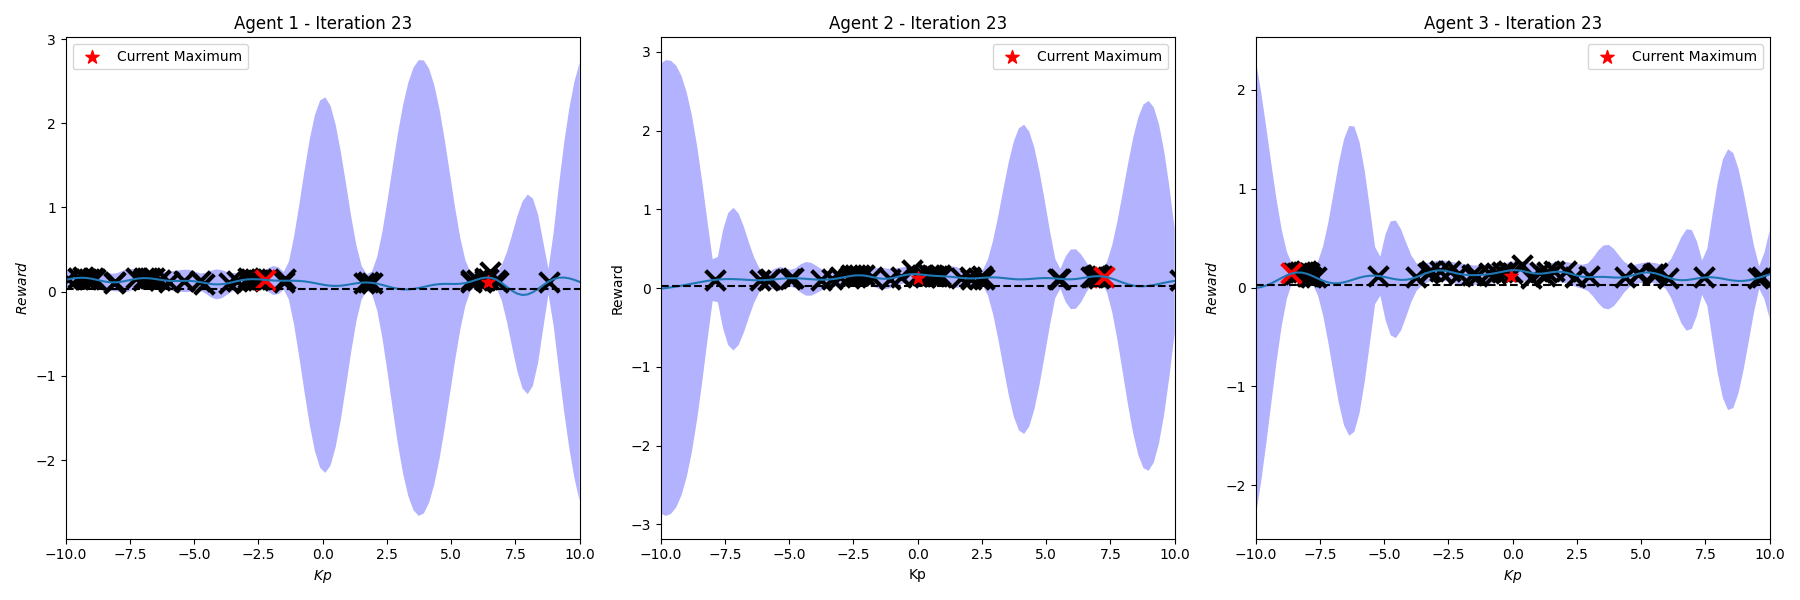 Agent 1 - Iteration 23
Current Maximum
3
2
1
0
−1
−2
Reward
−10.0 −7.5 −5.0 −2.5 0.0 2.5 5.0 7.5 10.0
Kp
Agent 2 - Iteration 23
Current Maximum
3
2
1
0
−1
−2
−3
Reward
−10.0 −7.5 −5.0 −2.5 0.0 2.5 5.0 7.5 10.0
Kp
Agent 3 - Iteration 23
Current Maximum
2
1
0
−1
−2
Reward
−10.0 −7.5 −5.0 −2.5 0.0 2.5 5.0 7.5 10.0
Kp